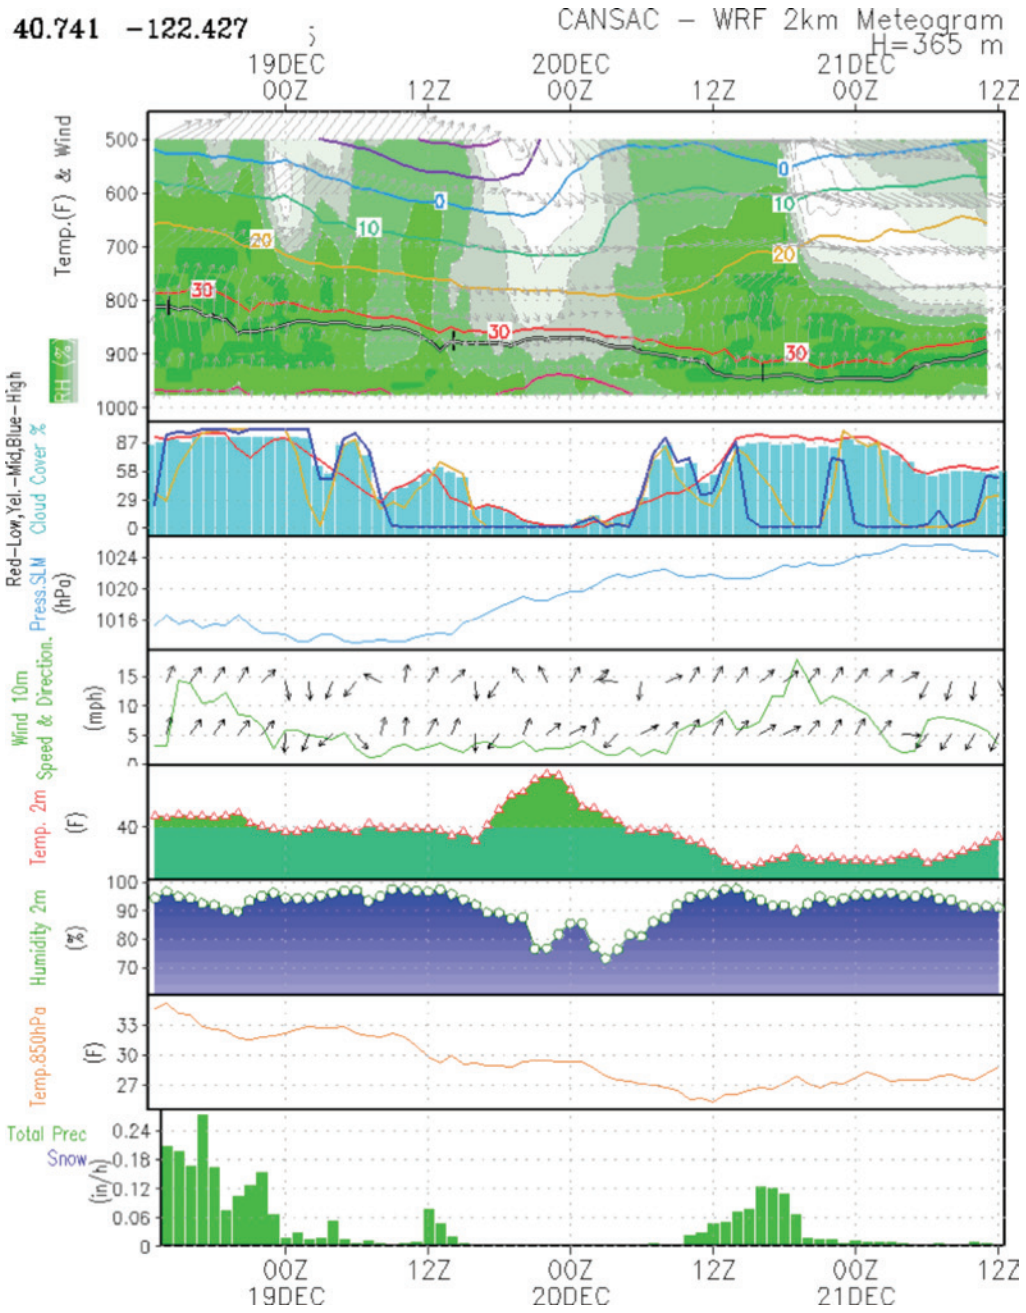 40.741 -122.427
CANSAC - WRF 2km Meteogram
H=365 m
19DEC 20DEC 21DEC
00Z 12Z 00Z 12Z 00Z 12Z
Temp.(F) & Wind
RH (%)
500
600
700
800
900
1000
0 0
10 10
20 20
30 30 30
Red-Low,Yel.-Mid,Blue-High
Cloud Cover %
87
58
29
0
Press.SLM
(hPa)
1024
1020
1016
Wind 10m
Speed & Direction.
(mph)
15
10
5
0
Temp. 2m
(F)
40
Humidity 2m
(%)
100
90
80
70
Temp.850hPa
(F)
33
30
27
Total Prec
Snow
(in/h)
0.24
0.18
0.12
0.06
0
00Z 12Z 00Z 12Z 00Z 12Z
19DEC 20DEC 21DEC